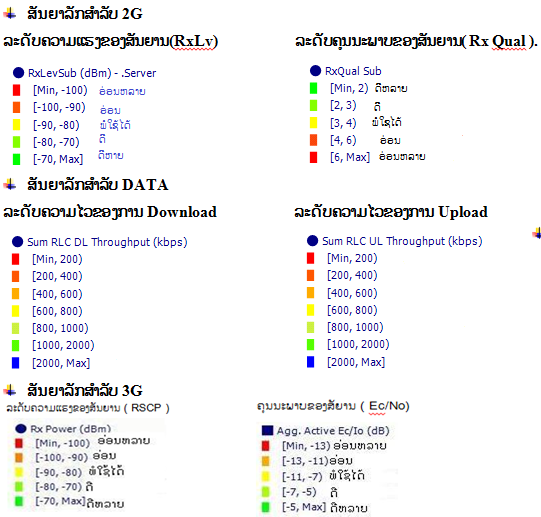 ສັນຍາລັກສຳລັບ 2G
ລະດັບຄວາມແຮງຂອງສັນຍານ(RxLv)
RxLevSub (dBm) - .Server
[Min, -100) ອ່ອນຫລາຍ
[-100, -90) ອ່ອນ
[-90, -80) ພໍໃຊ້ໄດ້
[-80, -70) ດີ
[-70, Max] ດີຫາຍ
ລະດັບຄຸນນະພາບຂອງສັນຍານ( Rx Qual ).
RxQual Sub
[Min, 2) ດີຫລາຍ
[2, 3) ດີ
[3, 4) ພໍໃຊ້ໄດ້
[4, 6) ອ່ອນ
[6, Max] ອ່ອນຫລາຍ
ສັນຍາລັກສຳລັບ DATA
ລະດັບຄວາມໄວຂອງການ Download
Sum RLC DL Throughput (kbps)
[Min, 200)
[200, 400)
[400, 600)
[600, 800)
[800, 1000)
[1000, 2000)
[2000, Max]
ລະດັບຄວາມໄວຂອງການ Upload
Sum RLC UL Throughput (kbps)
[Min, 200)
[200, 400)
[400, 600)
[600, 800)
[800, 1000)
[1000, 2000)
[2000, Max]
ສັນຍາລັກສຳລັບ 3G
ລະດັບຄວາມແຮງຂອງສັນຍານ ( RSCP )
Rx Power (dBm)
[Min, -100) ອ່ອນຫລາຍ
[-100, -90) ອ່ອນ
[-90, -80) ພໍໃຊ້ໄດ້
[-80, -70) ດີ
[-70, Max] ດີຫລາຍ
ຄຸນນະພາບຂອງສັຍານ ( Ec/No)
Agg. Active Ec/Io (dB)
[Min, -13) ອ່ອນຫລາຍ
[-13, -11) ອ່ອນ
[-11, -7) ພໍໃຊ້ໄດ້
[-7, -5) ດີ
[-5, Max] ດີຫລາຍ